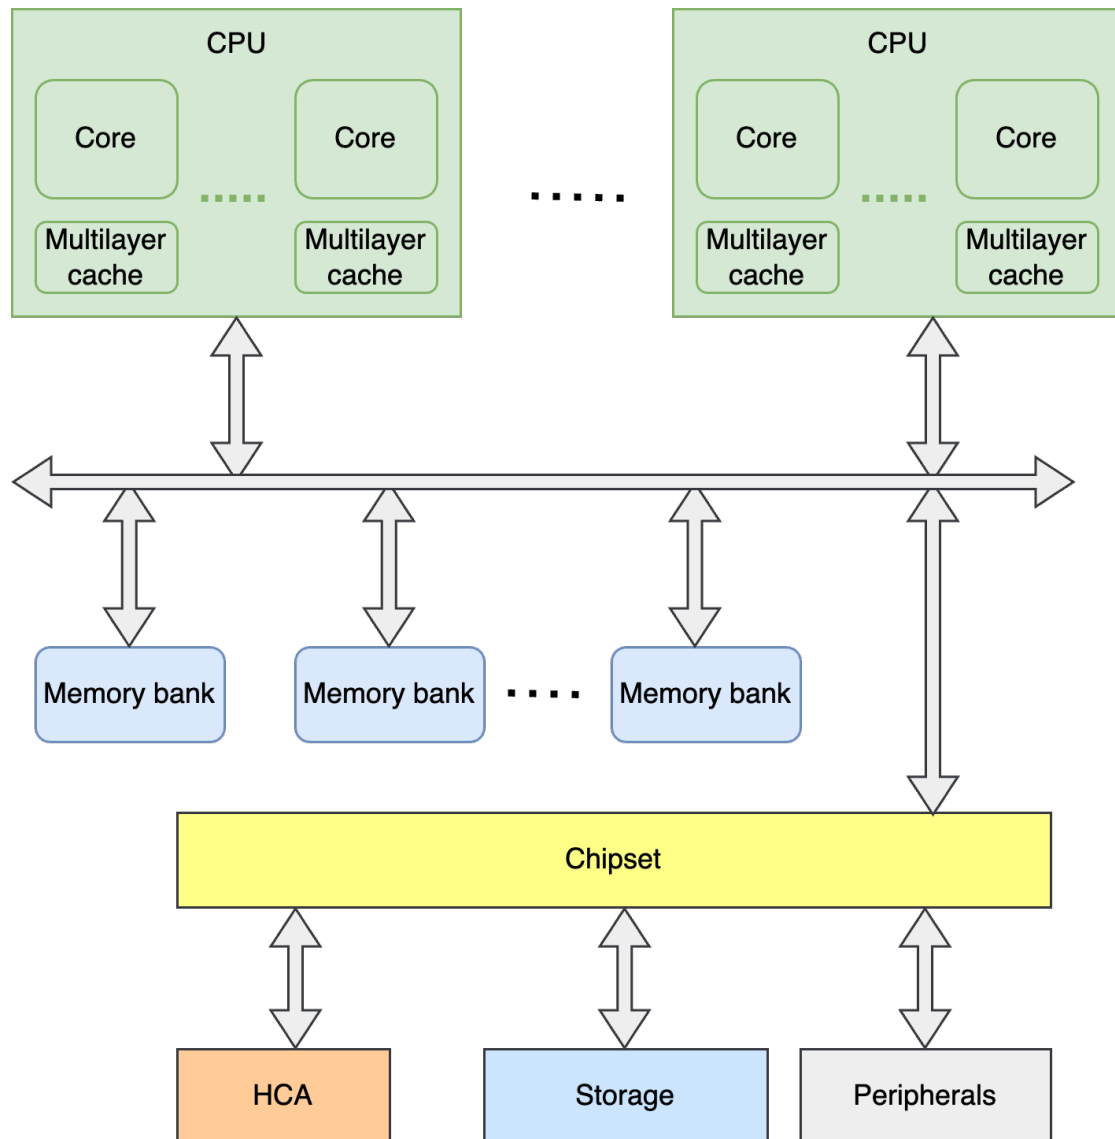 CPU
CPU
Core
Core
Core
Core
Multilayer
cache
Multilayer
cache
Multilayer
cache
Multilayer
cache
Memory bank
Memory bank
Memory bank
Chipset
HCA
Storage
Peripherals